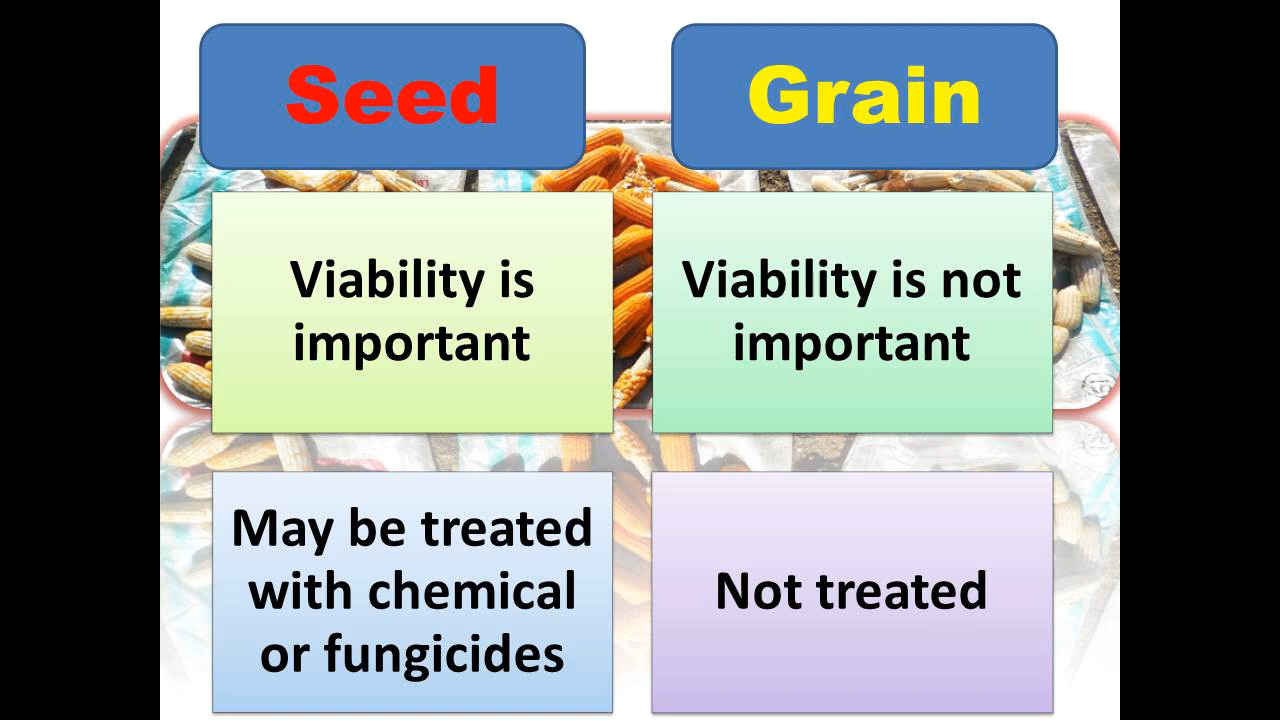 Seed
Grain
Viability is
important
Viability is not
important
May be treated
with chemical
or fungicides
Not treated